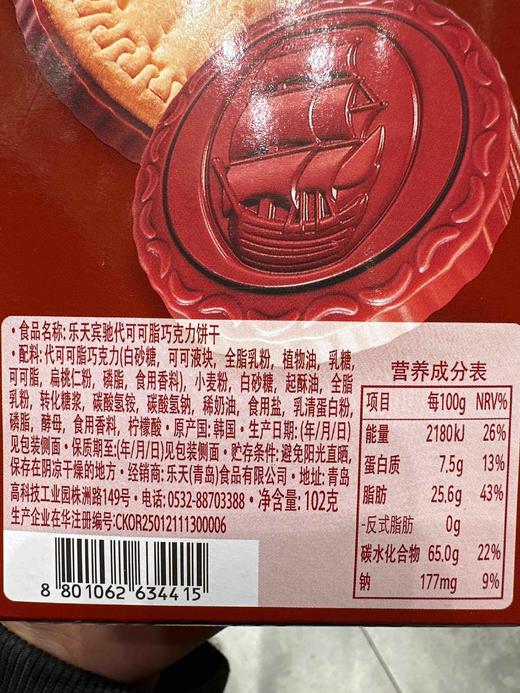 ·食品名称: 乐天宾驰代可可脂巧克力饼干
·配料: 代可可脂巧克力(白砂糖, 可可液块, 全脂乳粉, 植物油, 乳糖,
可可脂, 扁桃仁粉, 磷脂, 食用香料), 小麦粉, 白砂糖, 起酥油, 全脂
乳粉, 转化糖浆, 碳酸氢铵, 碳酸氢钠, 稀奶油, 食用盐, 乳清蛋白粉,
磷脂, 酵母, 食用香料, 柠檬酸·原产国: 韩国·生产日期: (年/月/日)
见包装侧面·保质期至:(年/月/日)见包装侧面·贮存条件: 避免阳光直晒,
保存在阴凉干燥的地方·经销商: 乐天(青岛)食品有限公司·地址: 青岛
高科技工业园株洲路149号·电话: 0532-88703388·净含量: 102克
生产企业在华注册编号:CKOR25012111300006
8 801062 634415
营养成分表
项目 每100g NRV%
能量 2180kJ 26%
蛋白质 7.5g 13%
脂肪 25.6g 43%
-反式脂肪 0g
碳水化合物 65.0g 22%
钠 177mg 9%